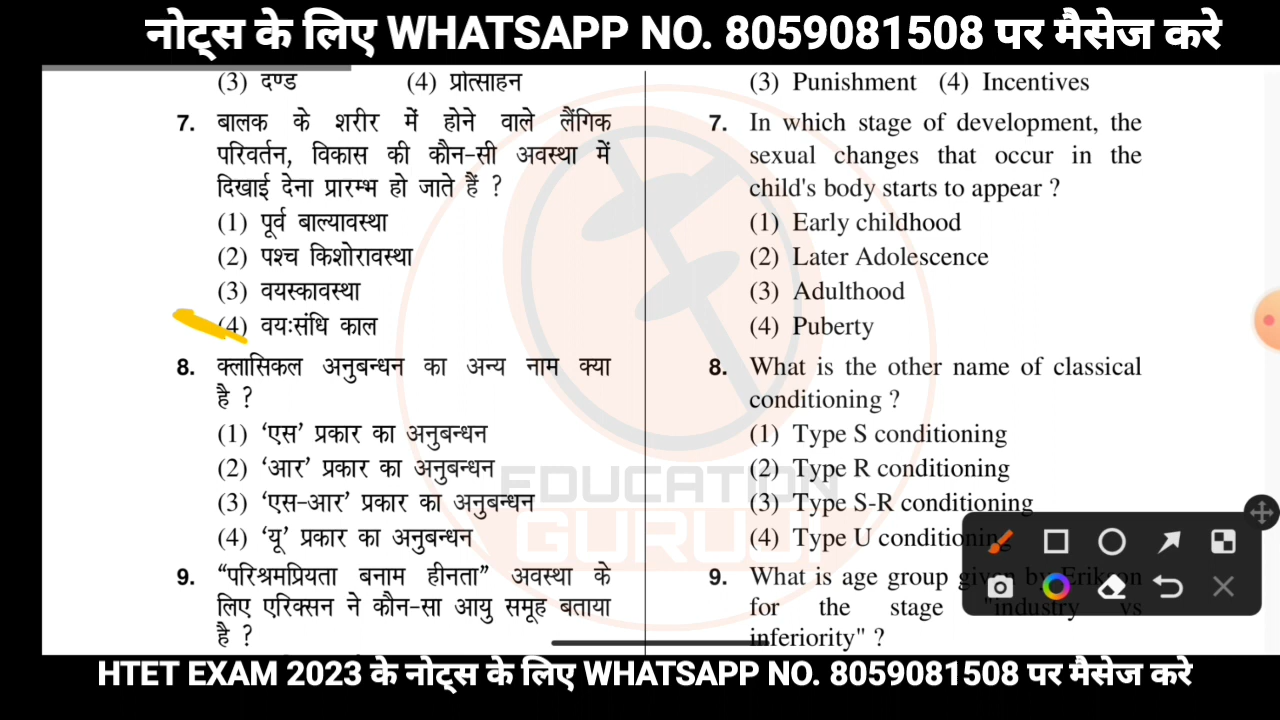 नोट्स के लिए WHATSAPP NO. 8059081508 पर मैसेज करे
(3) दण्ड (4) प्रोत्साहन
7. बालक के शरीर में होने वाले लैंगिक
परिवर्तन, विकास की कौन-सी अवस्था में
दिखाई देना प्रारम्भ हो जाते हैं ?
(1) पूर्व बाल्यावस्था
(2) पश्च किशोरावस्था
(3) वयस्कावस्था
(4) वयःसंधि काल
8. क्लासिकल अनुबन्धन का अन्य नाम क्या
है ?
(1) ‘एस’ प्रकार का अनुबन्धन
(2) ‘आर’ प्रकार का अनुबन्धन
(3) ‘एस-आर’ प्रकार का अनुबन्धन
(4) ‘यू’ प्रकार का अनुबन्धन
9. “परिश्रमप्रियता बनाम हीनता” अवस्था के
लिए एरिक्सन ने कौन-सा आयु समूह बताया
है ?
(3) Punishment (4) Incentives
7. In which stage of development, the
sexual changes that occur in the
child's body starts to appear ?
(1) Early childhood
(2) Later Adolescence
(3) Adulthood
(4) Puberty
8. What is the other name of classical
conditioning ?
(1) Type S conditioning
(2) Type R conditioning
(3) Type S-R conditioning
(4) Type U conditioning
9. What is age group given by Erikson
for the stage "industry vs
inferiority" ?
EDUCATION
GURUJI
HTET EXAM 2023 के नोट्स के लिए WHATSAPP NO. 8059081508 पर मैसेज करे